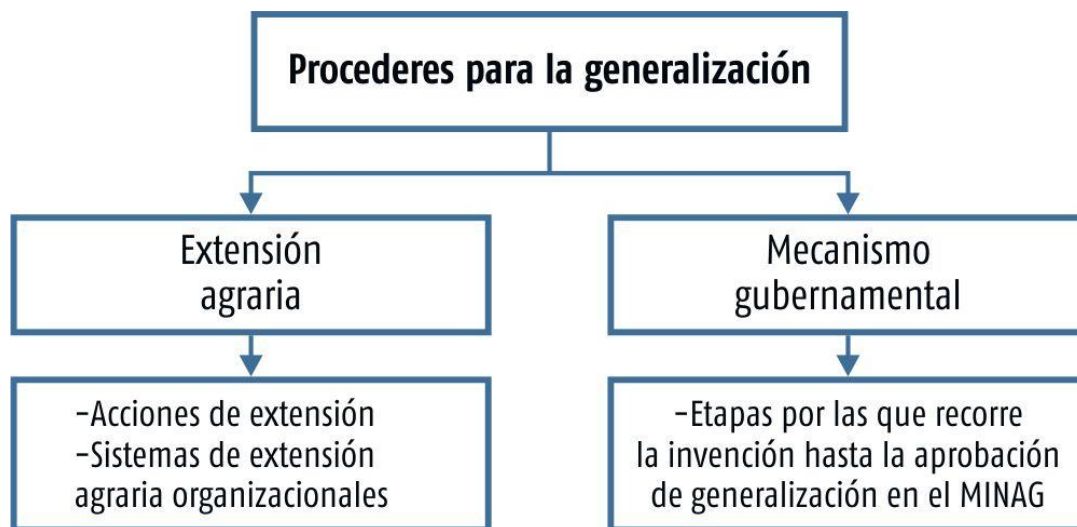 Procederes para la generalización
Extensión
agraria
Mecanismo
gubernamental
–Acciones de extensión
–Sistemas de extensión
agraria organizacionales
–Etapas por las que recorre
la invención hasta la aprobación
de generalización en el MINAG